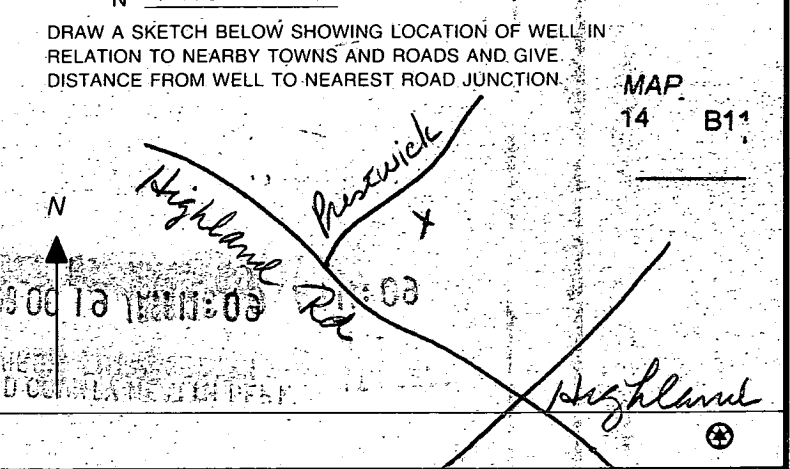 N
DRAW A SKETCH BELOW SHOWING LOCATION OF WELL IN
RELATION TO NEARBY TOWNS AND ROADS AND GIVE
DISTANCE FROM WELL TO NEAREST ROAD JUNCTION
MAP
14 B11
N
Prestwick
X
Highland
Rd
Highland